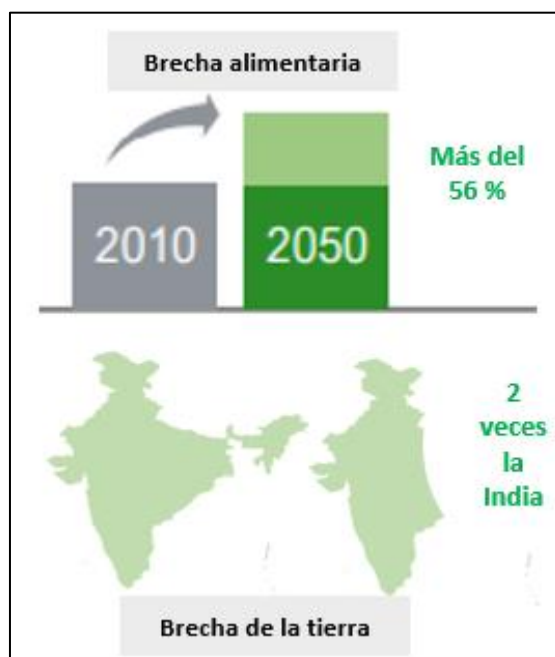 Brecha alimentaria
Más del
56 %
2010
2050
2
veces
la
India
Brecha de la tierra